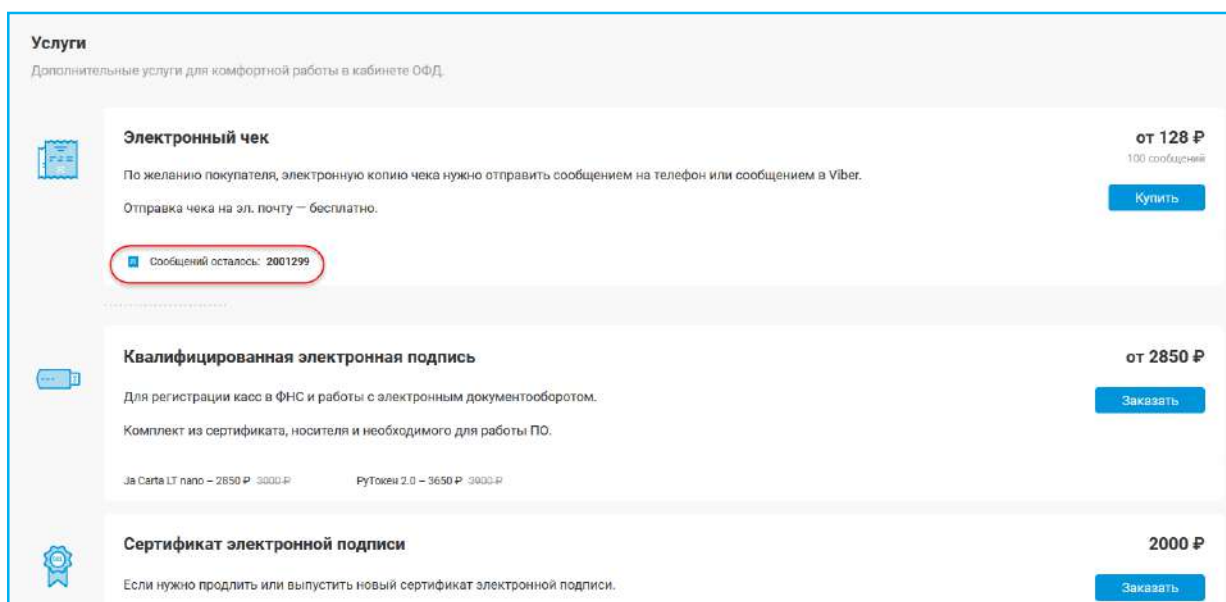 Услуги
Дополнительные услуги для комфортной работы в кабинете ОФД.
Электронный чек
от 128 ₽
100 сообщений
По желанию покупателя, электронную копию чека нужно отправить сообщением на телефон или сообщением в Viber.
Купить
Отправка чека на эл. почту — бесплатно.
Сообщений осталось: 2001299
Квалифицированная электронная подпись
от 2850 ₽
Для регистрации касс в ФНС и работы с электронным документооборотом.
Заказать
Комплект из сертификата, носителя и необходимого для работы ПО.
Ja Carta LT nano – 2850 ₽ 3000 ₽ РуТокен 2.0 – 3650 ₽ 3900 ₽
Сертификат электронной подписи
2000 ₽
Если нужно продлить или выпустить новый сертификат электронной подписи.
Заказать